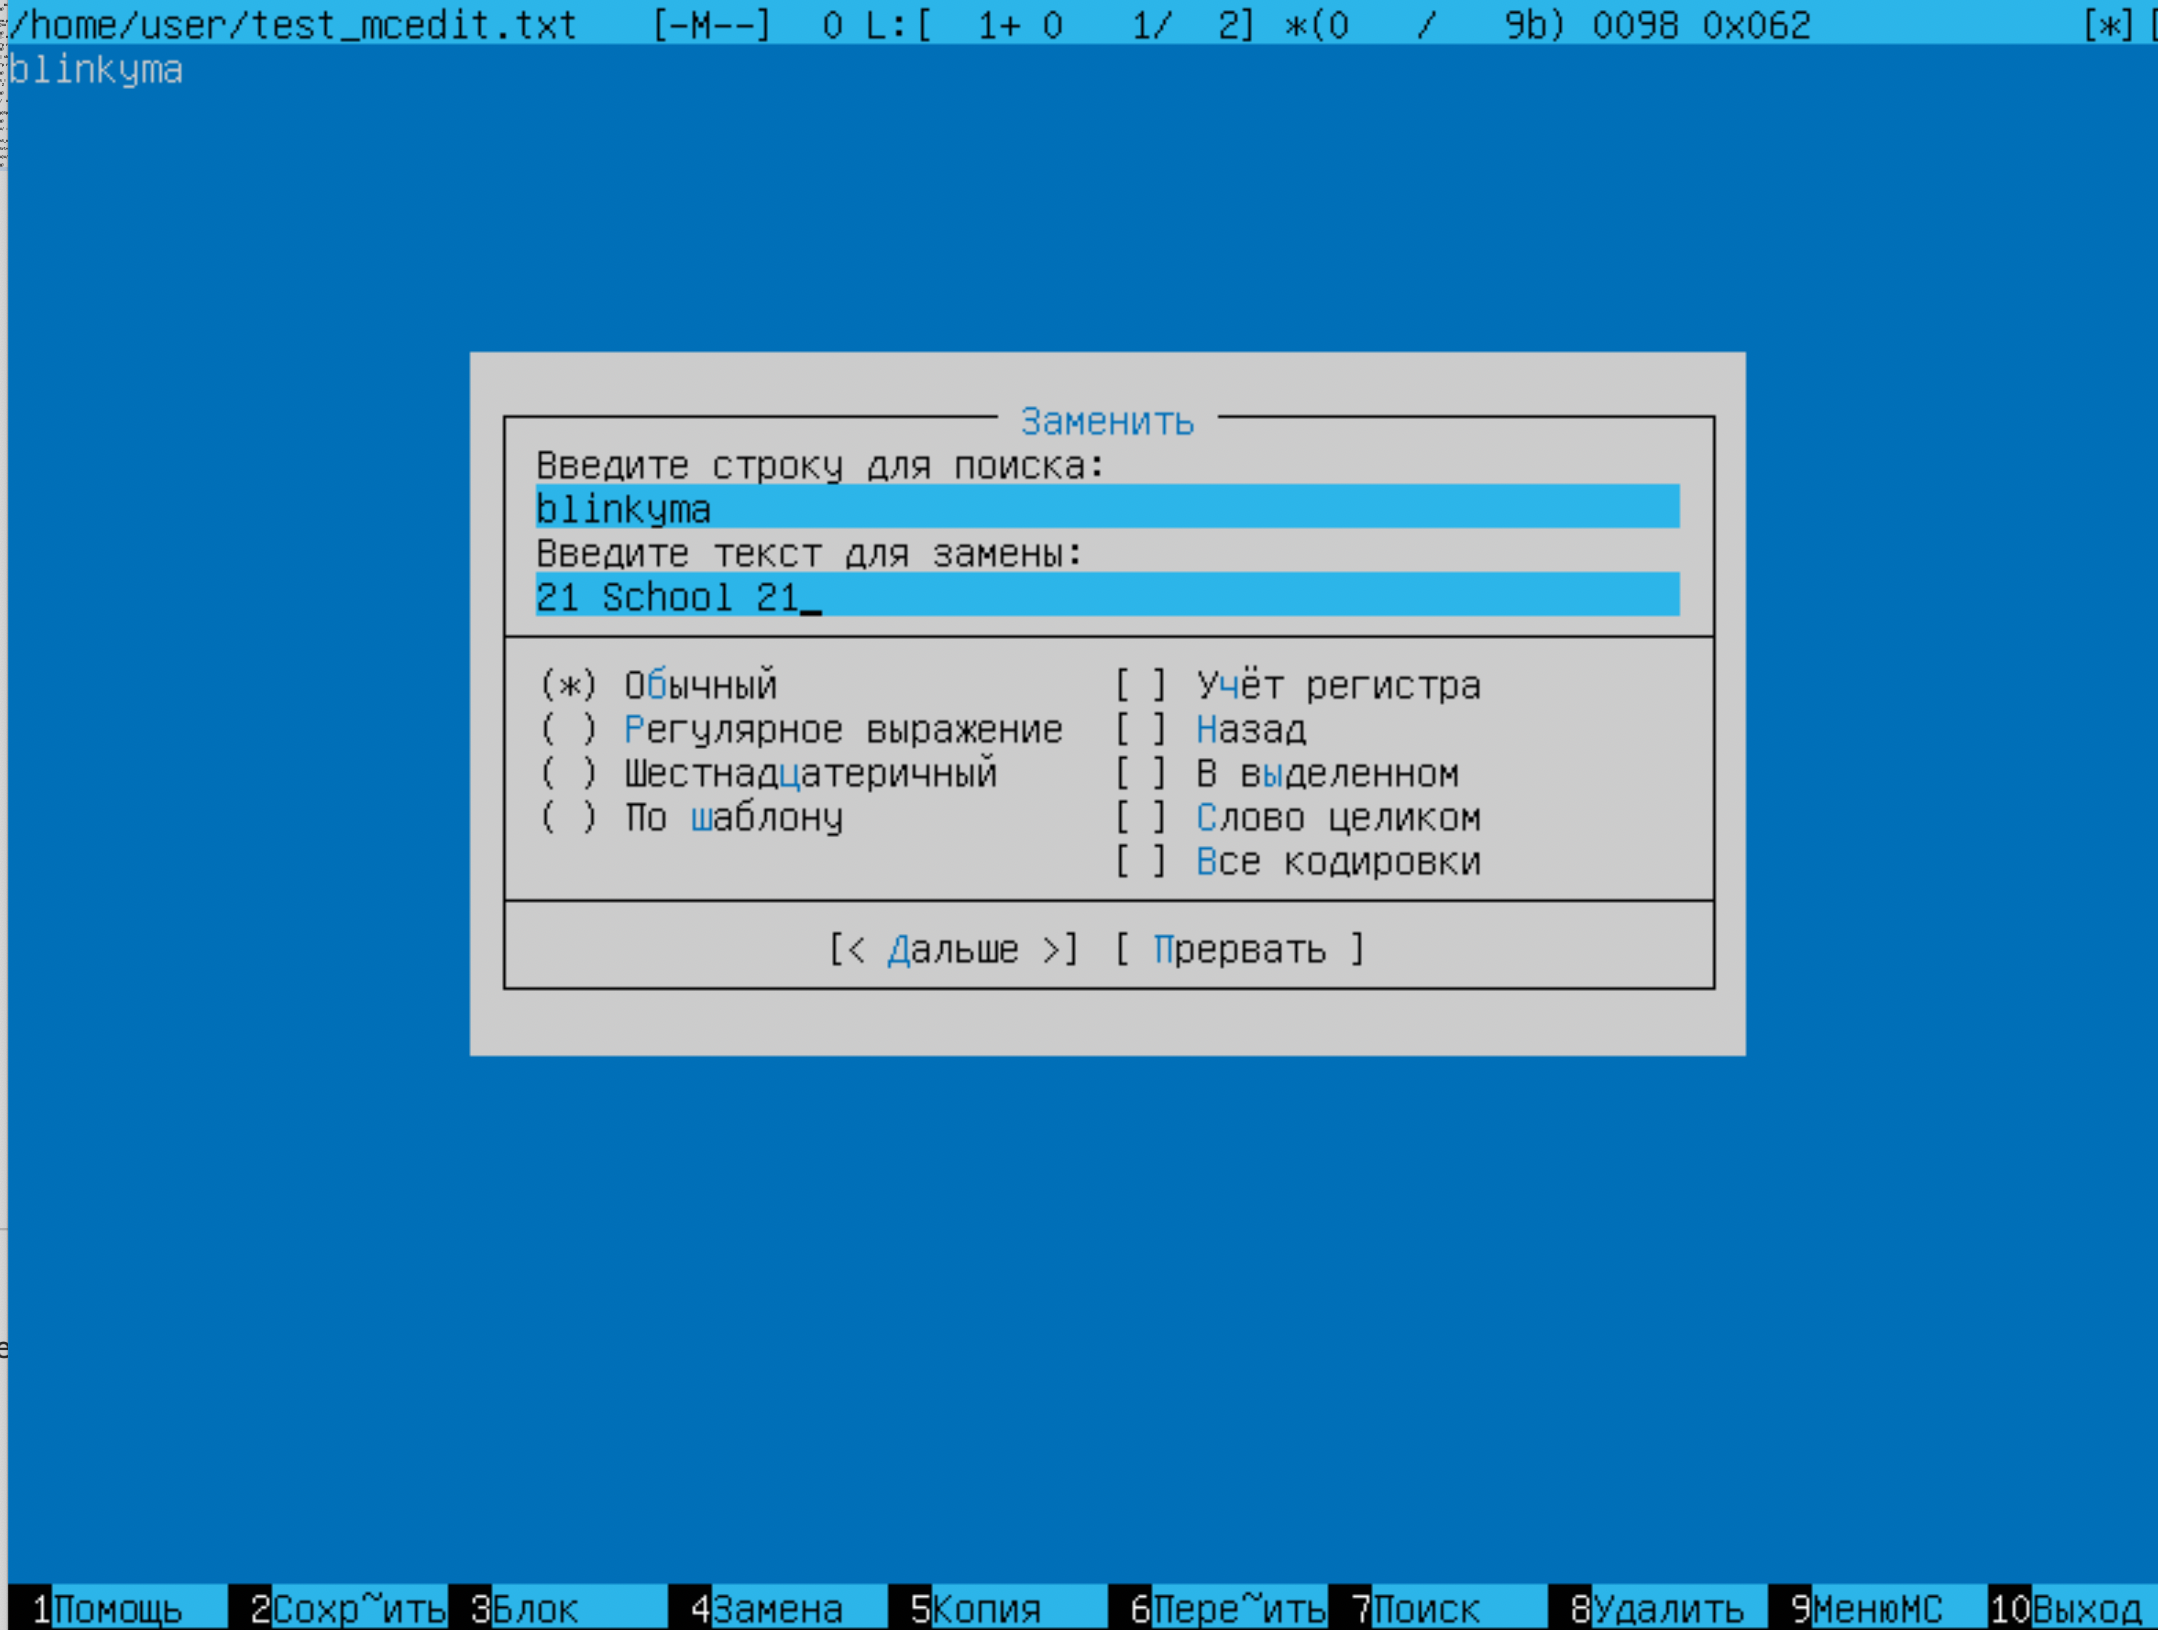 /home/user/test_mcedit.txt [-M--] 0 L:[ 1+ 0 1/ 2] *(0 / 9b) 0098 0x062 [*][
blinkyma
Заменить
Введите строку для поиска:
blinkyma
Введите текст для замены:
21 School 21_
(*) Обычный [ ] Учёт регистра
( ) Регулярное выражение [ ] Назад
( ) Шестнадцатеричный [ ] В выделенном
( ) По шаблону [ ] Слово целиком
[ ] Все кодировки
[< Дальше >] [ Прервать ]
1Помощь 2Сохр~ить 3Блок 4Замена 5Копия 6Пере~ить 7Поиск 8Удалить 9МенюMC 10Выход